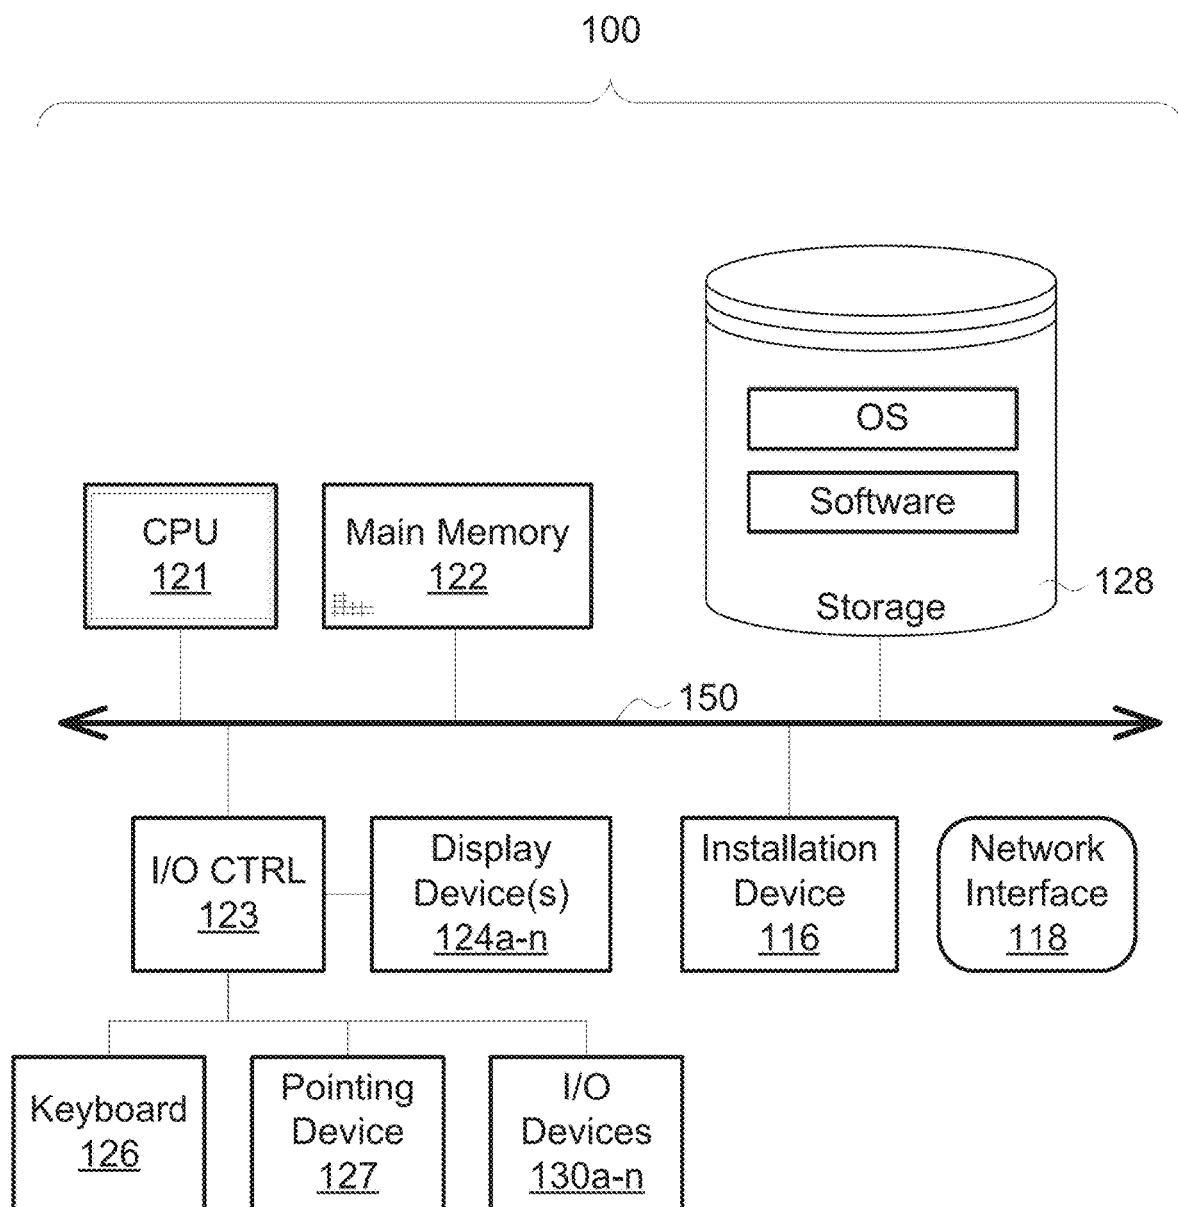 100
OS
Software
CPU
121
Main Memory
122
128
Storage
150
I/O CTRL
123
Display
Device(s)
124a-n
Installation
Device
116
Network
Interface
118
Keyboard
126
Pointing
Device
127
I/O
Devices
130a-n